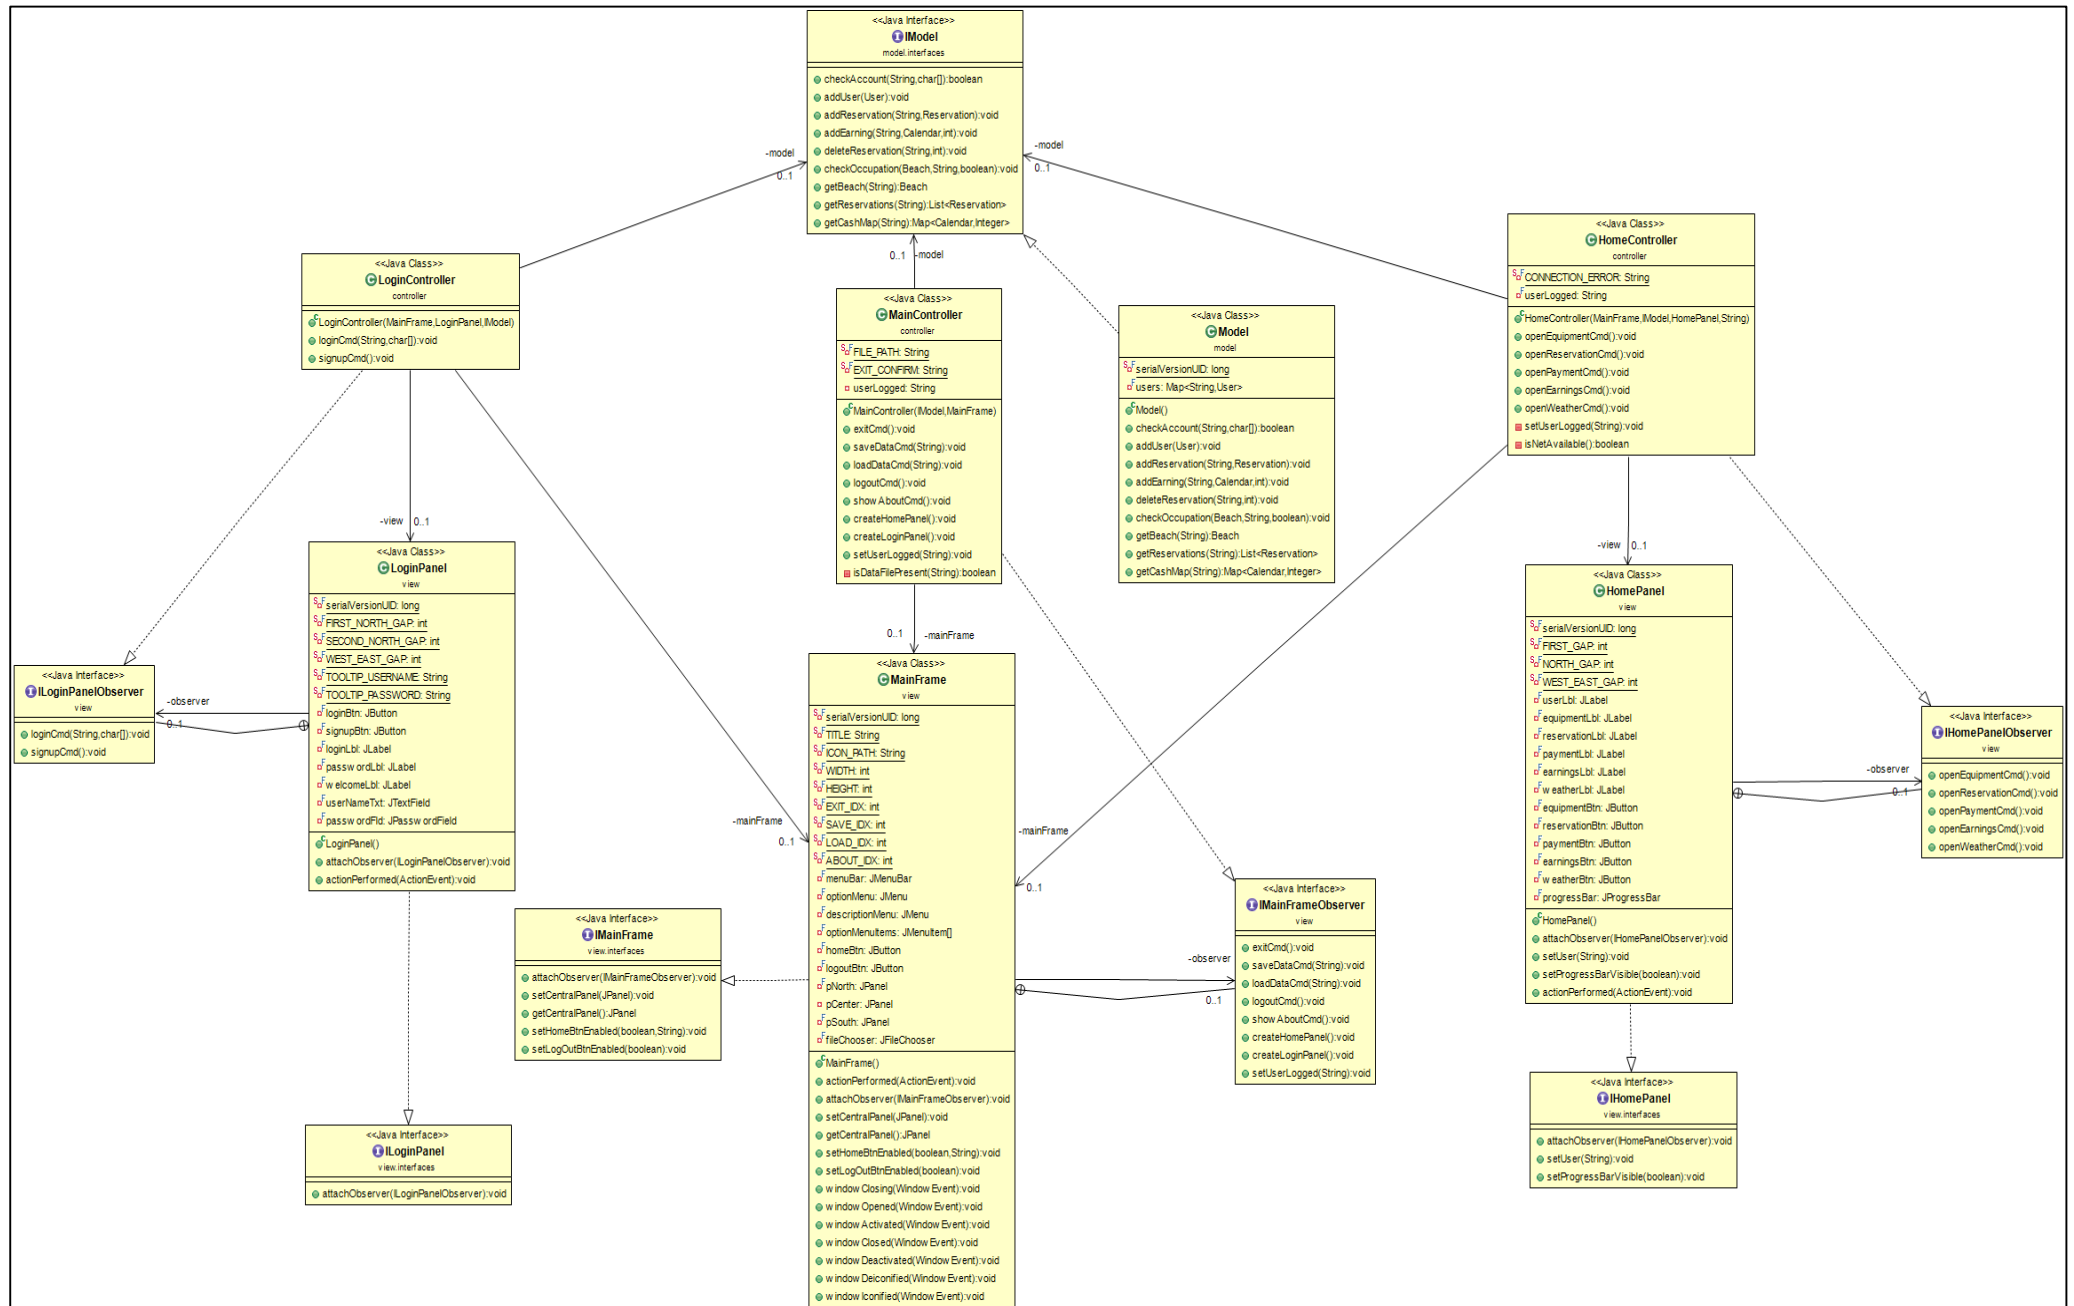 <<Java Interface>>
IModel
model.interfaces
checkAccount(String,char[]):boolean
addUser(User):void
addReservation(String,Reservation):void
addEarning(String,Calendar,int):void
deleteReservation(String,int):void
checkOccupation(Beach,String,boolean):void
getBeach(String):Beach
getReservations(String):List<Reservation>
getCashMap(String):Map<Calendar,Integer>
-model
0..1
-model
0..1
0..1
-model
<<Java Class>>
LoginController
controller
LoginController(MainFrame,LoginPanel,IModel)
loginCmd(String,char[]):void
signupCmd():void
<<Java Class>>
MainController
controller
FILE_PATH: String
EXIT_CONFIRM: String
userLogged: String
MainController(IModel,MainFrame)
exitCmd():void
saveDataCmd(String):void
loadDataCmd(String):void
logoutCmd():void
showAboutCmd():void
createHomePanel():void
createLoginPanel():void
setUserLogged(String):void
isDataFilePresent(String):boolean
<<Java Class>>
Model
model
serialVersionUID: long
users: Map<String,User>
Model()
checkAccount(String,char[]):boolean
addUser(User):void
addReservation(String,Reservation):void
addEarning(String,Calendar,int):void
deleteReservation(String,int):void
checkOccupation(Beach,String,boolean):void
getBeach(String):Beach
getReservations(String):List<Reservation>
getCashMap(String):Map<Calendar,Integer>
<<Java Class>>
HomeController
controller
CONNECTION_ERROR: String
userLogged: String
HomeController(MainFrame,IModel,HomePanel,String)
openEquipmentCmd():void
openReservationCmd():void
openPaymentCmd():void
openEarningsCmd():void
openWeatherCmd():void
setUserLogged(String):void
isNetAvailable():boolean
-view
0..1
-view
0..1
0..1
-mainFrame
<<Java Class>>
LoginPanel
view
serialVersionUID: long
FIRST_NORTH_GAP: int
SECOND_NORTH_GAP: int
WEST_EAST_GAP: int
TOOLTIP_USERNAME: String
TOOLTIP_PASSWORD: String
loginBtn: JButton
signupBtn: JButton
loginLbl: JLabel
passwordLbl: JLabel
welcomeLbl: JLabel
userNameTxt: JTextField
passwordFld: JPasswordField
LoginPanel()
attachObserver(ILoginPanelObserver):void
actionPerformed(ActionEvent):void
<<Java Interface>>
ILoginPanelObserver
view
loginCmd(String,char[]):void
signupCmd():void
-observer
0..1
<<Java Class>>
MainFrame
view
serialVersionUID: long
TITLE: String
ICON_PATH: String
WIDTH: int
HEIGHT: int
EXIT_IDX: int
SAVE_IDX: int
LOAD_IDX: int
ABOUT_IDX: int
menuBar: JMenuBar
optionMenu: JMenu
descriptionMenu: JMenu
optionMenuItems: JMenuItem[]
homeBtn: JButton
logoutBtn: JButton
pNorth: JPanel
pCenter: JPanel
pSouth: JPanel
fileChooser: JFileChooser
MainFrame()
actionPerformed(ActionEvent):void
attachObserver(IMainFrameObserver):void
setCentralPanel(JPanel):void
getCentralPanel():JPanel
setHomeBtnEnabled(boolean,String):void
setLogOutBtnEnabled(boolean):void
windowClosing(WindowEvent):void
windowOpened(WindowEvent):void
windowActivated(WindowEvent):void
windowClosed(WindowEvent):void
windowDeactivated(WindowEvent):void
windowDeiconified(WindowEvent):void
windowIconified(WindowEvent):void
-mainFrame
0..1
-mainFrame
0..1
<<Java Interface>>
IMainFrame
view.interfaces
attachObserver(IMainFrameObserver):void
setCentralPanel(JPanel):void
getCentralPanel():JPanel
setHomeBtnEnabled(boolean,String):void
setLogOutBtnEnabled(boolean):void
-observer
0..1
<<Java Interface>>
IMainFrameObserver
view
exitCmd():void
saveDataCmd(String):void
loadDataCmd(String):void
logoutCmd():void
showAboutCmd():void
createHomePanel():void
createLoginPanel():void
setUserLogged(String):void
<<Java Class>>
HomePanel
view
serialVersionUID: long
FIRST_GAP: int
NORTH_GAP: int
WEST_EAST_GAP: int
userLbl: JLabel
equipmentLbl: JLabel
reservationLbl: JLabel
paymentLbl: JLabel
earningsLbl: JLabel
weatherLbl: JLabel
equipmentBtn: JButton
reservationBtn: JButton
paymentBtn: JButton
earningsBtn: JButton
weatherBtn: JButton
progressBar: JProgressBar
HomePanel()
attachObserver(IHomePanelObserver):void
setUser(String):void
setProgressBarVisible(boolean):void
actionPerformed(ActionEvent):void
-observer
0..1
<<Java Interface>>
IHomePanelObserver
view
openEquipmentCmd():void
openReservationCmd():void
openPaymentCmd():void
openEarningsCmd():void
openWeatherCmd():void
<<Java Interface>>
ILoginPanel
view.interfaces
attachObserver(ILoginPanelObserver):void
<<Java Interface>>
IHomePanel
view.interfaces
attachObserver(IHomePanelObserver):void
setUser(String):void
setProgressBarVisible(boolean):void